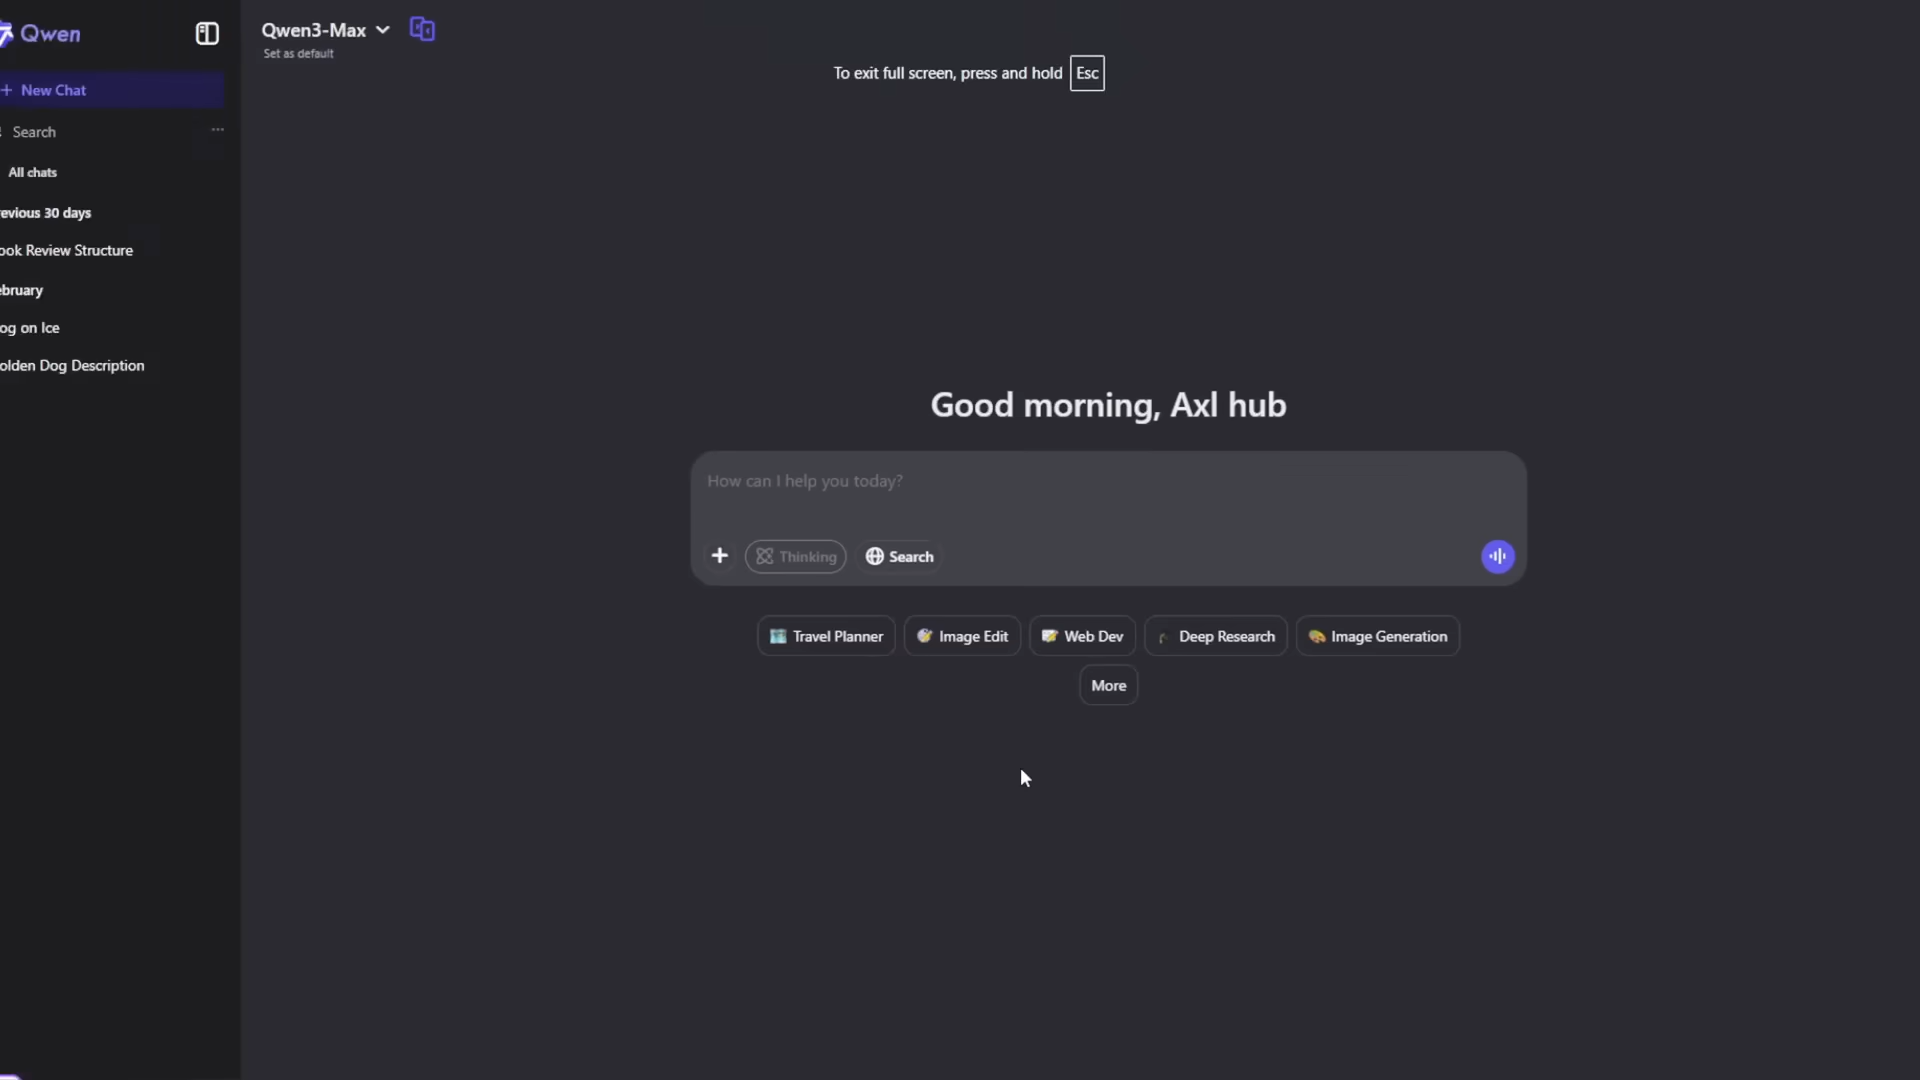 Qwen
New Chat
Search
All chats
evious 30 days
ook Review Structure
ebruary
og on Ice
olden Dog Description
Qwen3-Max
Set as default
To exit full screen, press and hold Esc
Good morning, Axl hub
How can I help you today?
Thinking
Search
Travel Planner
Image Edit
Web Dev
Deep Research
Image Generation
More